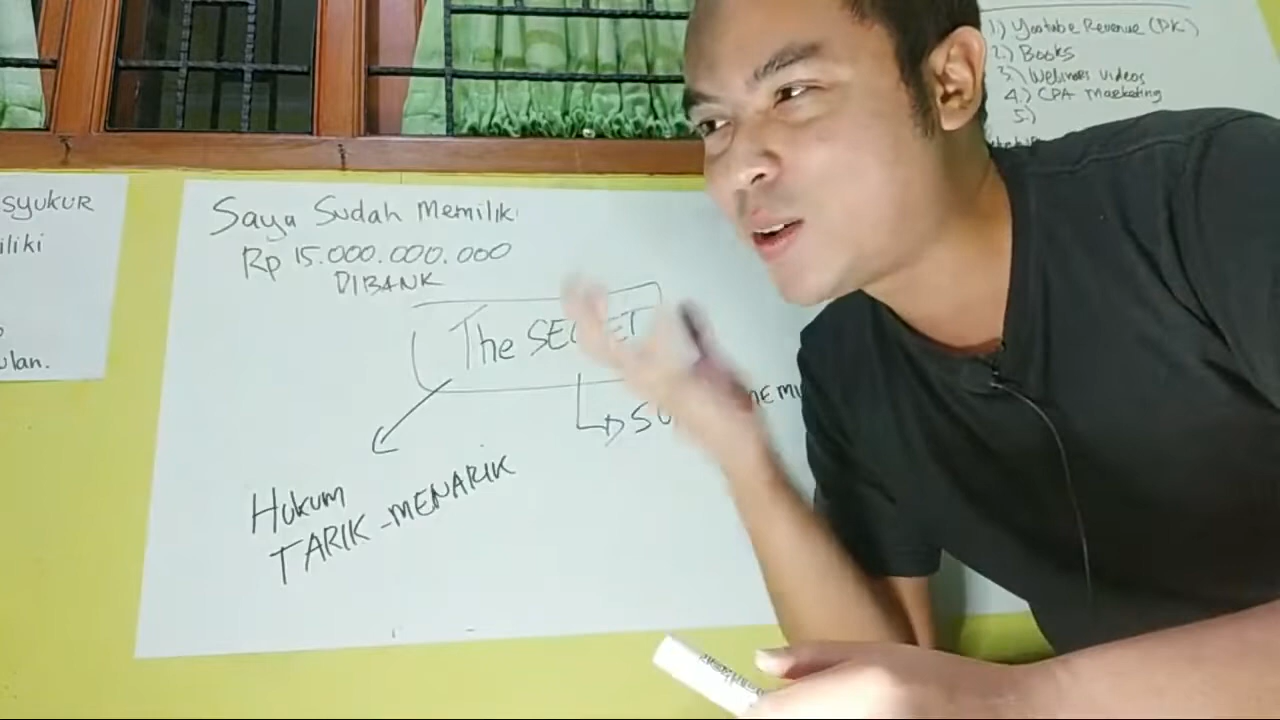 SYUKUR
iliki
ulan.
Saya Sudah Memiliki
Rp 15.000.000.000
DIBANK
The SECRET
Hukum
TARIK-MENARIK
1.) Youtube Revenue (DK)
2.) Books
3.) Webinars videos
4.) CPA Marketing
5.)